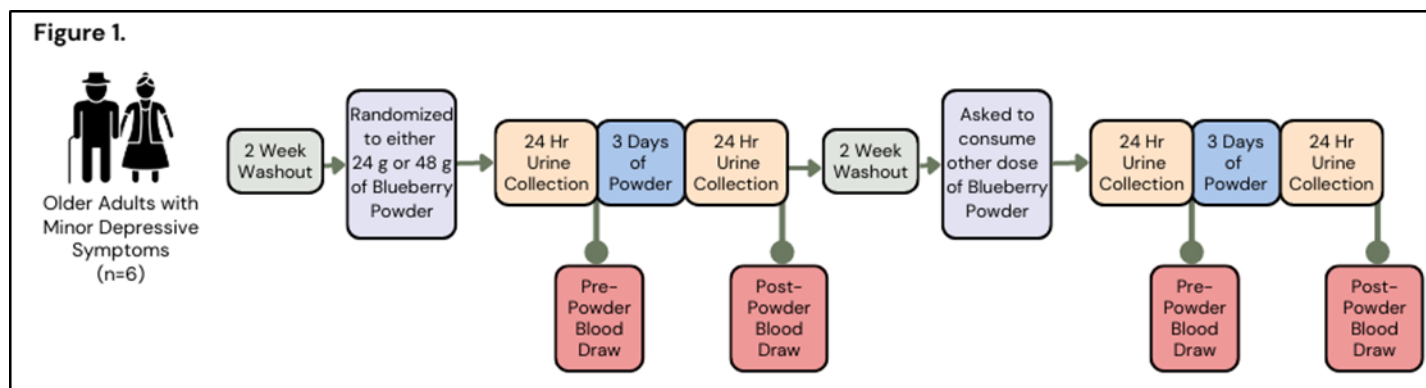 Figure 1.
Older Adults with
Minor Depressive
Symptoms
(n=6)
2 Week
Washout
Randomized
to either
24 g or 48 g
of Blueberry
Powder
24 Hr
Urine
Collection
3 Days
of
Powder
24 Hr
Urine
Collection
Pre-
Powder
Blood
Draw
Post-
Powder
Blood
Draw
2 Week
Washout
Asked to
consume
other dose
of Blueberry
Powder
24 Hr
Urine
Collection
3 Days
of
Powder
24 Hr
Urine
Collection
Pre-
Powder
Blood
Draw
Post-
Powder
Blood
Draw